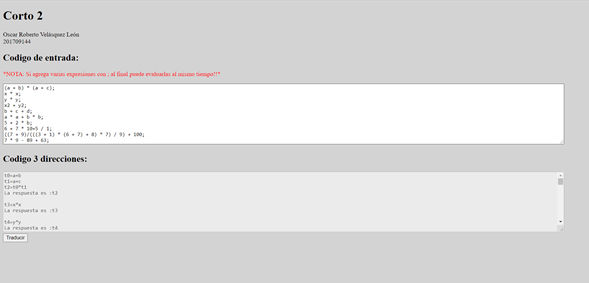 Corto 2
Oscar Roberto Velásquez León
201709144
Codigo de entrada:
*NOTA: Si agrega varias expresiones con ; al final puede evaluarlas al mismo tiempo!!*
(a + b) * (a + c);
x * x;
y * y;
x2 + y2;
b + c + d;
a * a + b * b;
5 + 2 * b;
6 + 7 * 10+5 / 1;
((7 + 9)/(((3 + 1) * (6 + 7) + 8) * 7) / 9) + 100;
7 * 9 - 89 + 63;
Codigo 3 direcciones:
t0=a+b
t1=a+c
t2=t0*t1
La respuesta es :t2
t3=x*x
La respuesta es :t3
t4=y*y
La respuesta es :t4
Traducir